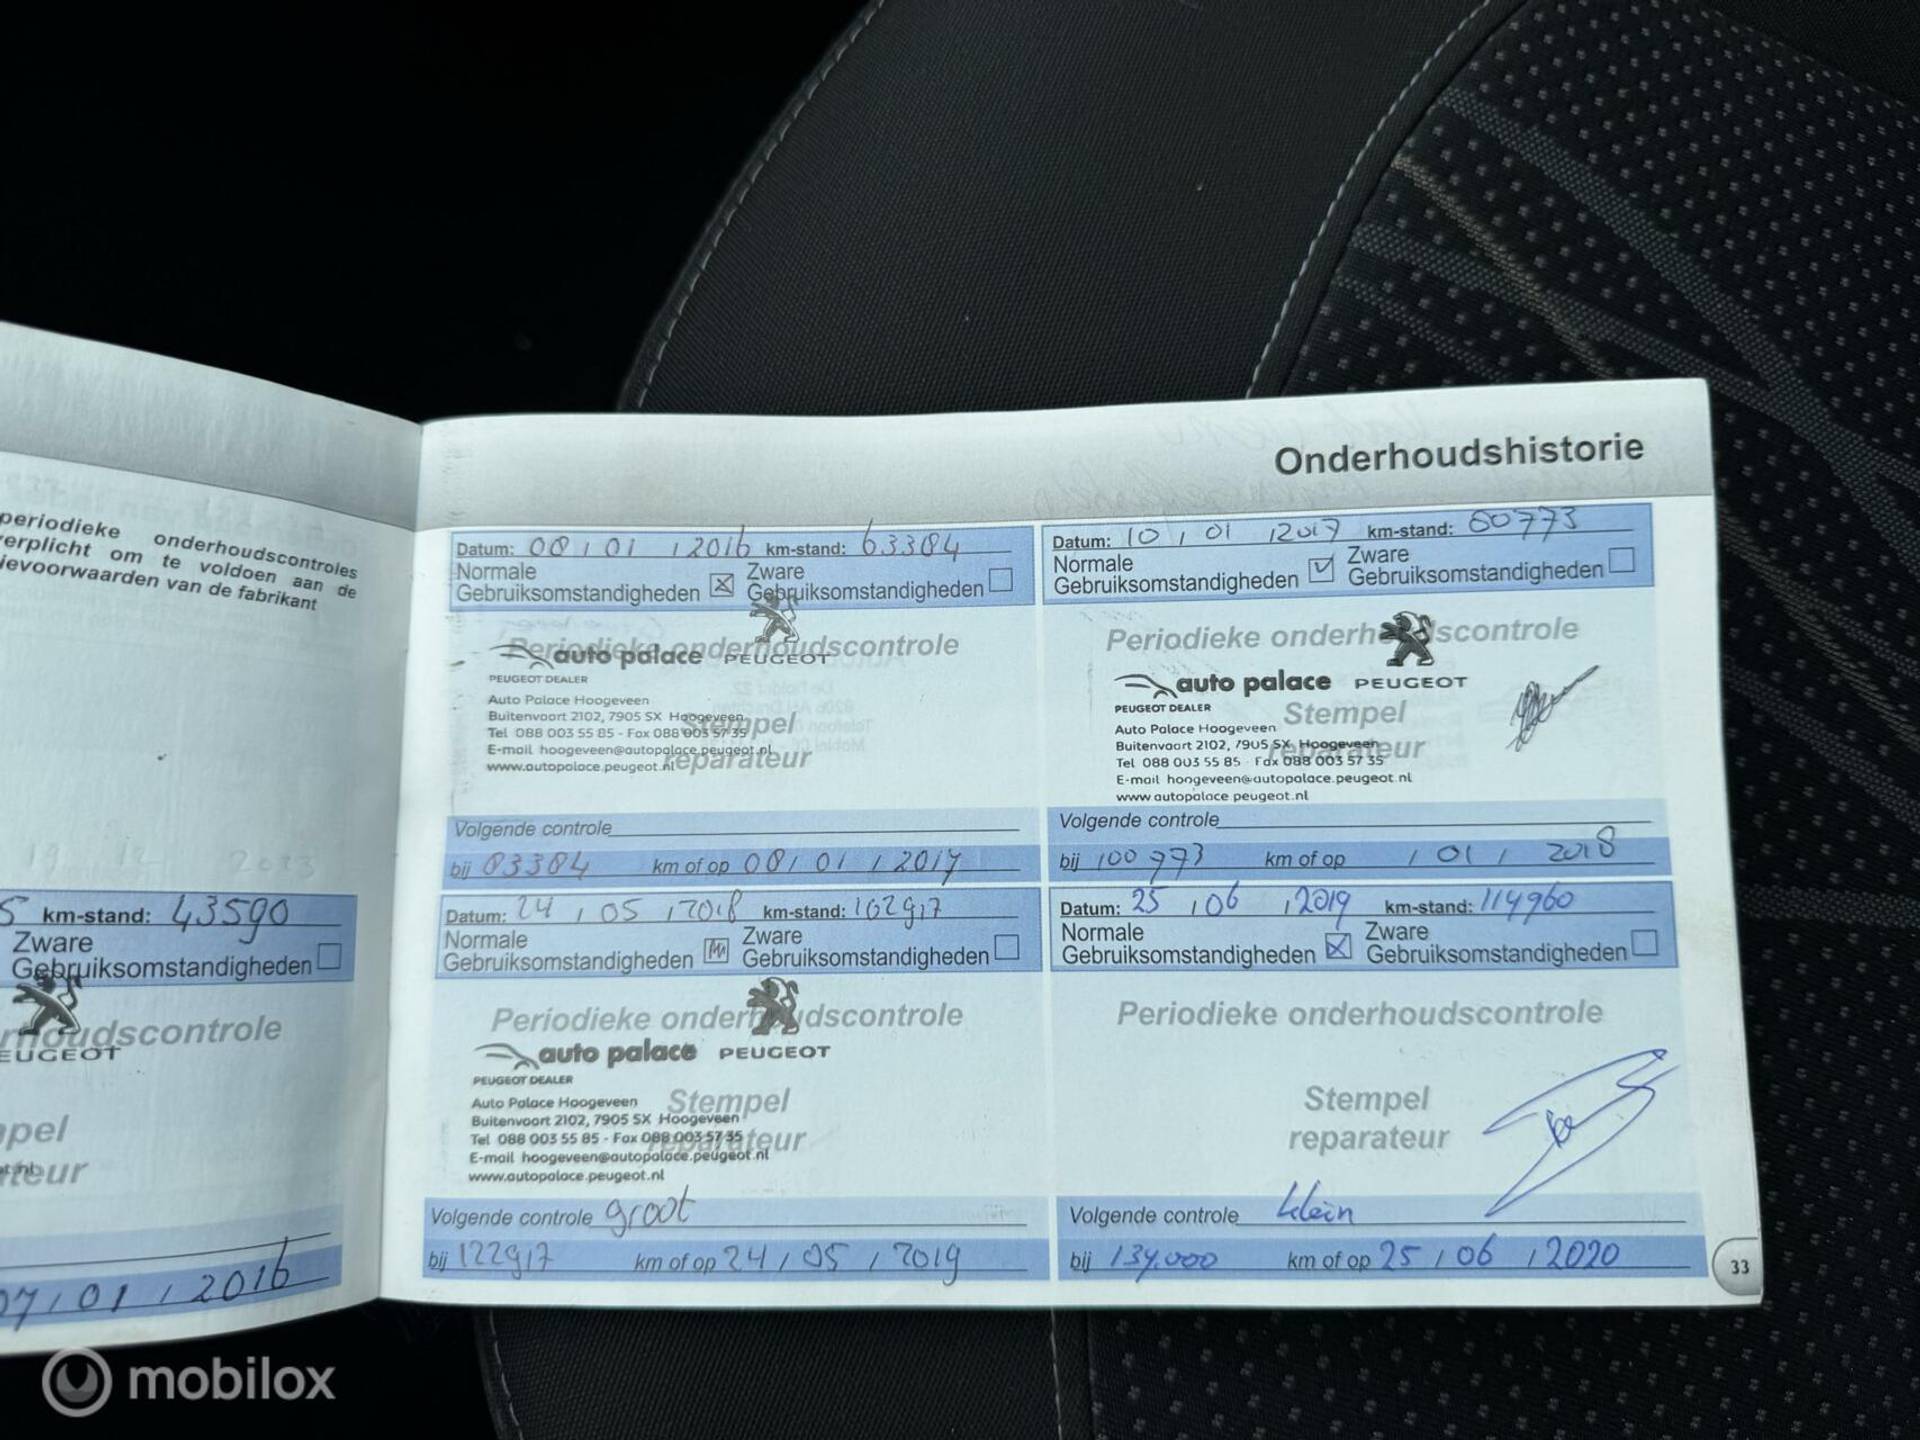 Onderhoudshistorie
periodieke onderhoudscontroles
verplicht om te voldoen aan de
ievoorwaarden van de fabrikant
S km-stand: 43590
Zware
Gebruiksomstandigheden
rhoudscontrole
EUGEOT
mpel
teur
07/01/2016
Datum: 08/01/2016 km-stand: 63384
Normale
Gebruiksomstandigheden
Zware
Gebruiksomstandigheden
Periodieke onderhoudscontrole
auto palace PEUGEOT
PEUGEOT DEALER
Auto Palace Hoogeveen
Buitenvaart 2102, 7905 SX Hoogeveen
Tel 088 003 55 85 - Fax 088 003 57 35
E-mail hoogeveen@autopalace.peugeot.nl
www.autopalace.peugeot.nl
Stempel
reparateur
Volgende controle
bij 83384 km of op 08/01/2017
Datum: 10/01/2017 km-stand: 80773
Normale
Gebruiksomstandigheden
Zware
Gebruiksomstandigheden
Periodieke onderhoudscontrole
auto palace PEUGEOT
PEUGEOT DEALER
Auto Palace Hoogeveen
Buitenvaart 2102, 7905 SX Hoogeveen
Tel 088 003 55 85 - Fax 088 003 57 35
E-mail hoogeveen@autopalace.peugeot.nl
www.autopalace.peugeot.nl
Stempel
reparateur
Volgende controle
bij 100773 km of op /01/2018
Datum: 24/05/2018 km-stand: 102917
Normale
Gebruiksomstandigheden
Zware
Gebruiksomstandigheden
Periodieke onderhoudscontrole
auto palace PEUGEOT
PEUGEOT DEALER
Auto Palace Hoogeveen
Buitenvaart 2102, 7905 SX Hoogeveen
Tel 088 003 55 85 - Fax 088 003 57 35
E-mail hoogeveen@autopalace.peugeot.nl
www.autopalace.peugeot.nl
Stempel
reparateur
Volgende controle groot
bij 122917 km of op 24/05/2019
Datum: 25/06/2019 km-stand: 114960
Normale
Gebruiksomstandigheden
Zware
Gebruiksomstandigheden
Periodieke onderhoudscontrole
Stempel
reparateur
Volgende controle klein
bij 134.000 km of op 25/06/2020
33
mobilox